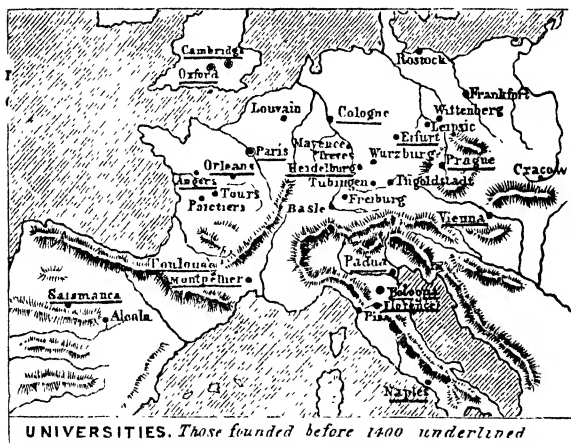 Cambridge
Oxford
Rostock
Frankfort
Louvain
Cologne
Wittenberg
Leipsic
Erfurt
Paris
Mayence
Treves
Wurzburg
Prague
Heidelburg
Orleans
Angers
Tubingen
Ingoldstadt
Cracow
Tours
Poictiers
Freiburg
Basle
Vienna
Toulouse
Padua
Montpelier
Bologna
Salamanca
Florence
Alcala
Pisa
Naples
UNIVERSITIES. Those founded before 1400 underlined